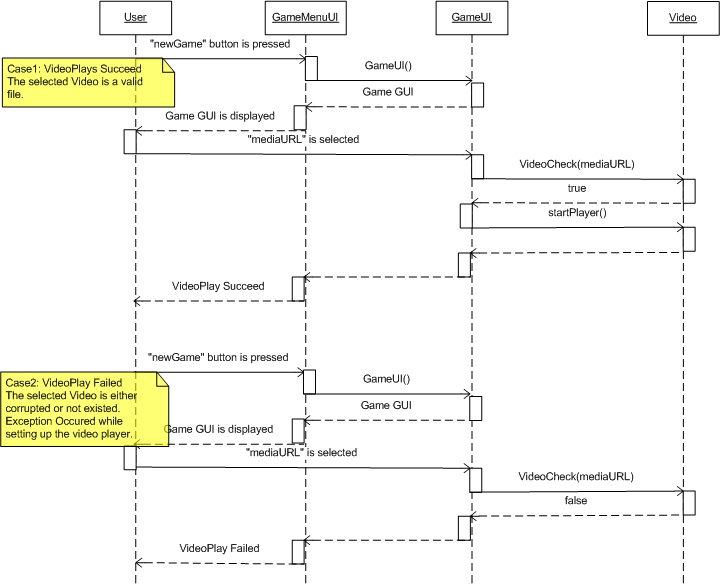 User
GameMenuUI
GameUI
Video
"newGame" button is pressed
Case1: VideoPlays Succeed
The selected Video is a valid
file.
GameUI()
Game GUI
Game GUI is displayed
"mediaURL" is selected
VideoCheck(mediaURL)
true
startPlayer()
VideoPlay Succeed
"newGame" button is pressed
Case2: VideoPlay Failed
The selected Video is either
corrupted or not existed.
Exception Occured while
setting up the video player.
GameUI()
Game GUI
Game GUI is displayed
"mediaURL" is selected
VideoCheck(mediaURL)
false
VideoPlay Failed